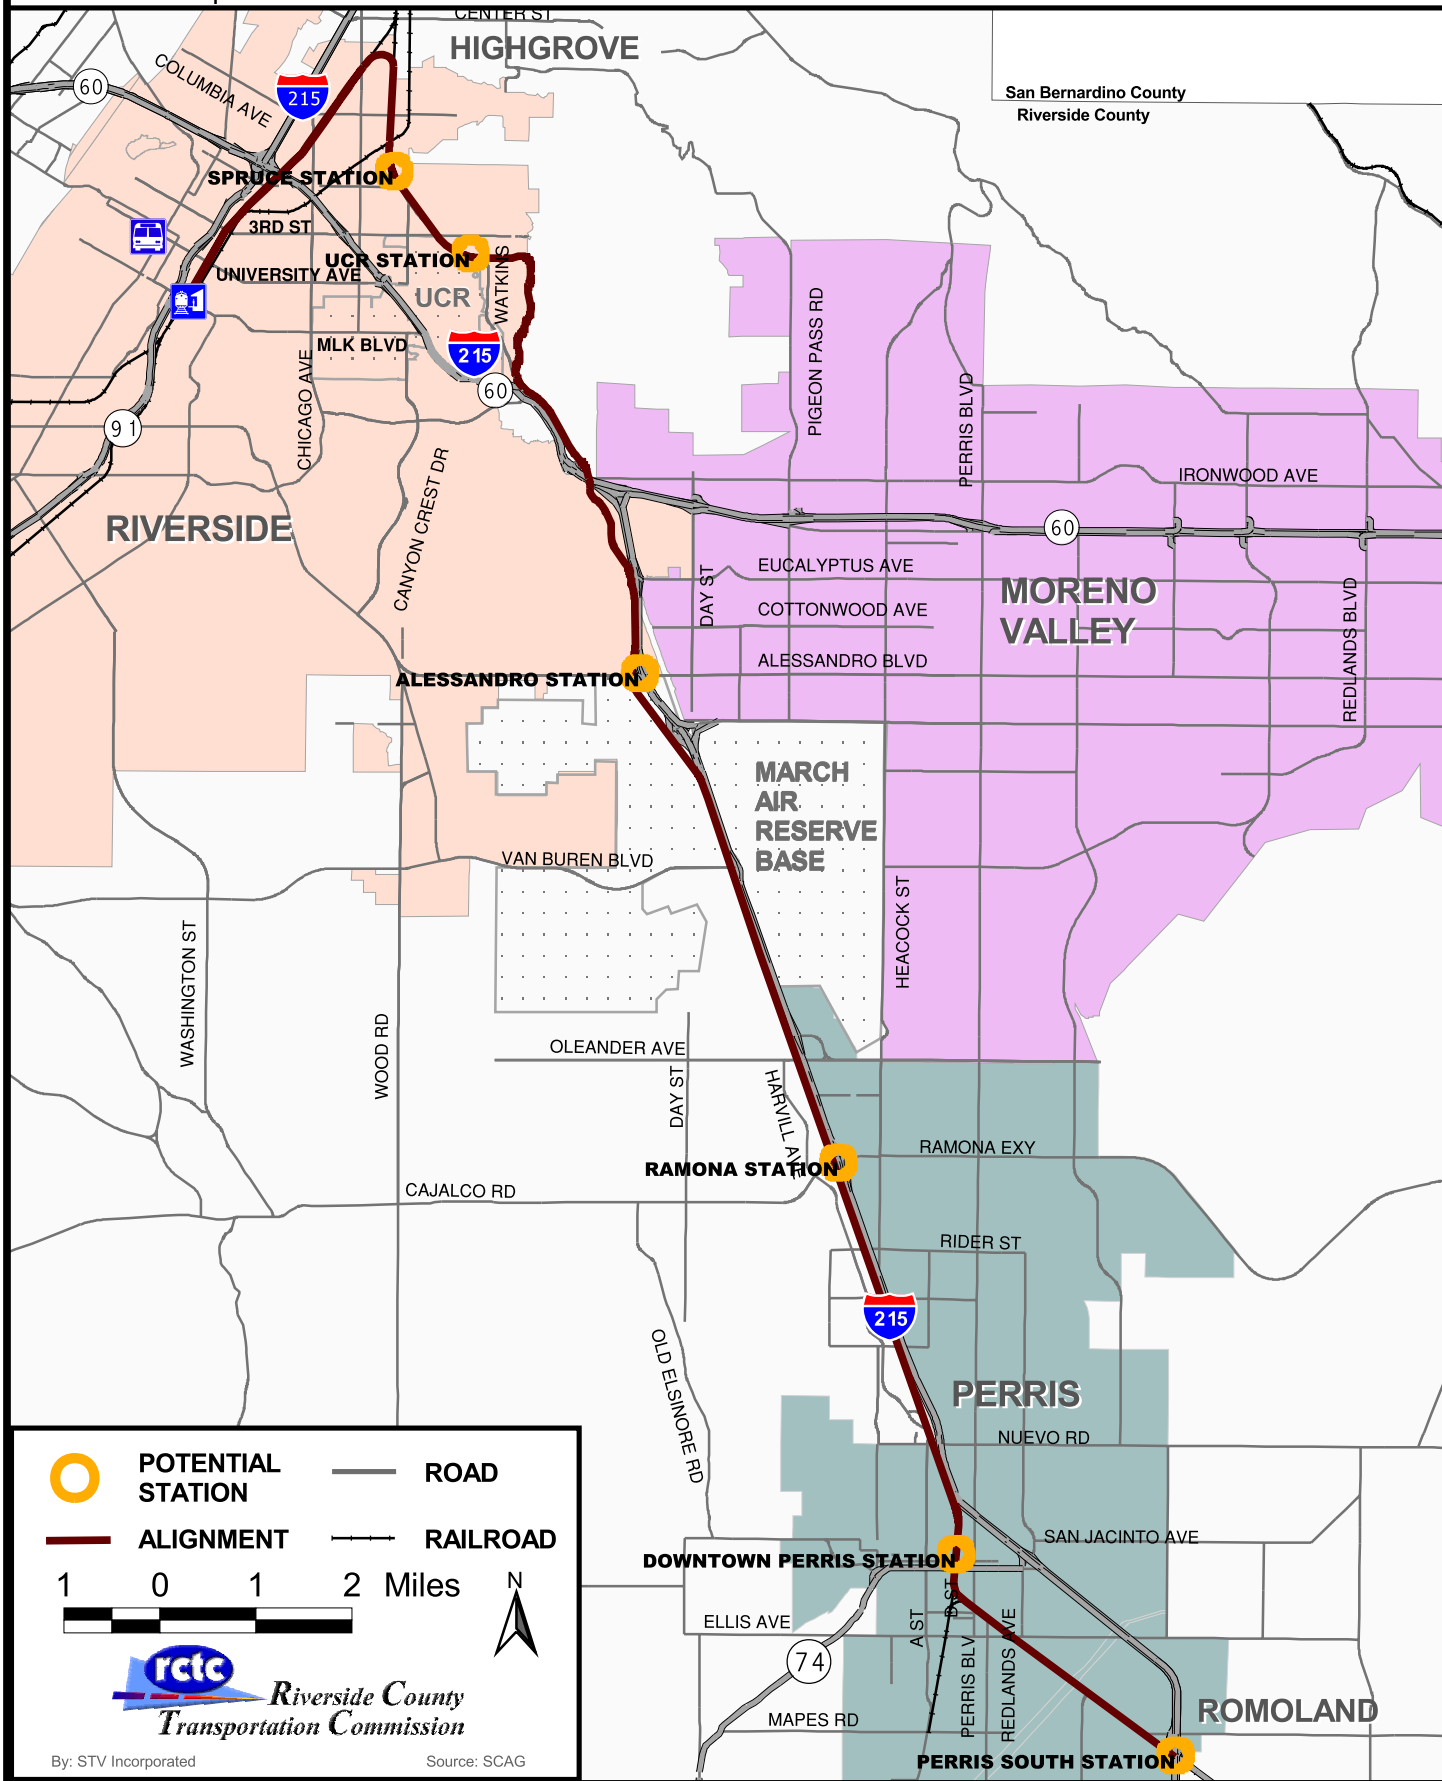 CENTER ST
HIGHGROVE
COLUMBIA AVE
60
215
San Bernardino County
Riverside County
SPRUCE STATION
3RD ST
UCR STATION
UNIVERSITY AVE
WATKINS
UCR
MLK BLVD
215
60
91
CHICAGO AVE
CANYON CREST DR
PIGEON PASS RD
PERRIS BLVD
IRONWOOD AVE
RIVERSIDE
60
EUCALYPTUS AVE
DAY ST
MORENO
VALLEY
COTTONWOOD AVE
REDLANDS BLVD
ALESSANDRO BLVD
ALESSANDRO STATION
MARCH
AIR
RESERVE
BASE
VAN BUREN BLVD
HEACOCK ST
WASHINGTON ST
WOOD RD
OLEANDER AVE
DAY ST
HARVILL AVE
RAMONA EXY
RAMONA STATION
CAJALCO RD
RIDER ST
215
OLD ELSINORE RD
PERRIS
NUEVO RD
SAN JACINTO AVE
DOWNTOWN PERRIS STATION
D ST
A ST
ELLIS AVE
74
PERRIS BLV
REDLANDS AVE
MAPES RD
ROMOLAND
PERRIS SOUTH STATION
POTENTIAL
STATION
ROAD
ALIGNMENT
RAILROAD
1 0 1 2 Miles
N
rctc
Riverside County
Transportation Commission
By: STV Incorporated
Source: SCAG